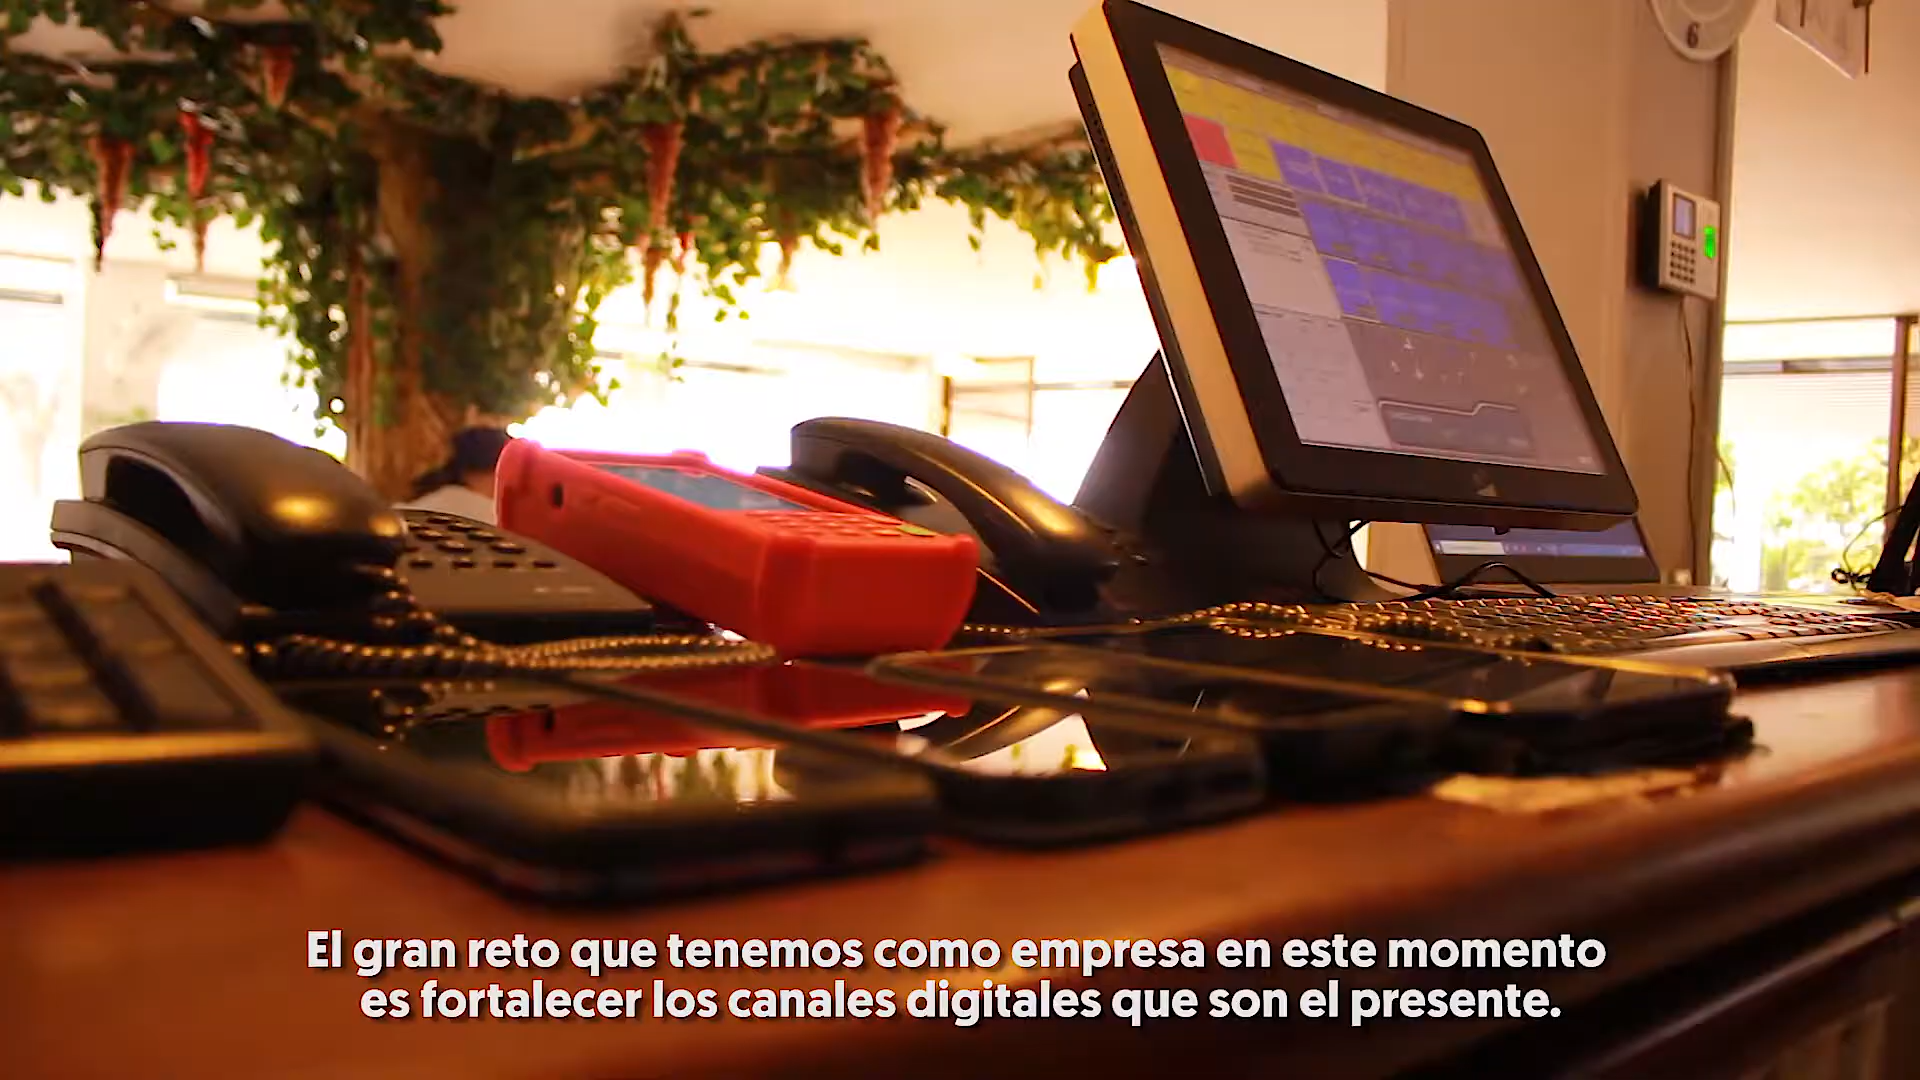 6
El gran reto que tenemos como empresa en este momento
es fortalecer los canales digitales que son el presente.